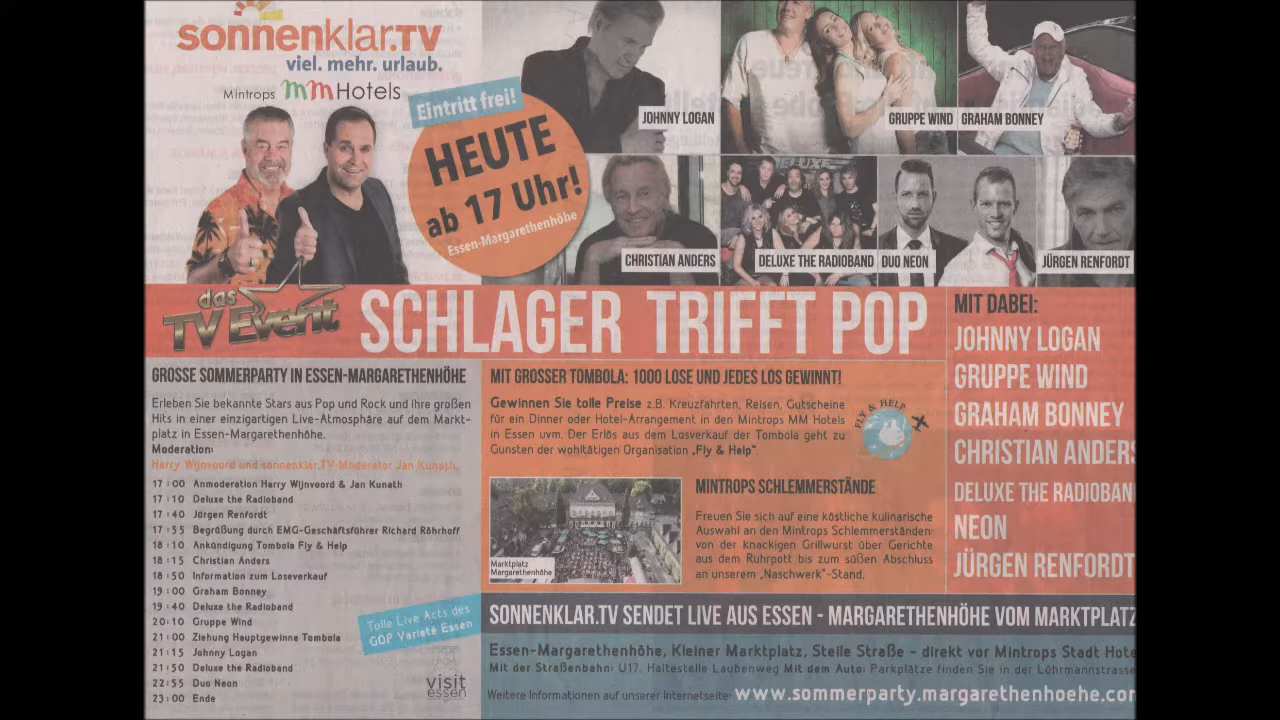 sonnenklar.TV
viel. mehr. urlaub.
Mintrops MM Hotels
Eintritt frei!
HEUTE
ab 17 Uhr!
Essen-Margarethenhöhe
JOHNNY LOGAN
GRUPPE WIND
GRAHAM BONNEY
CHRISTIAN ANDERS
DELUXE THE RADIOBAND
DUO NEON
JÜRGEN RENFORDT
das
TV Event
SCHLAGER TRIFFT POP
MIT DABEI:
JOHNNY LOGAN
GRUPPE WIND
GRAHAM BONNEY
CHRISTIAN ANDERS
DELUXE THE RADIOBAN
NEON
JÜRGEN RENFORDT
GROSSE SOMMERPARTY IN ESSEN-MARGARETHENHÖHE
Erleben Sie bekannte Stars aus Pop und Rock und ihre großen
Hits in einer einzigartigen Live-Atmosphäre auf dem Markt-
platz in Essen-Margarethenhöhe.
Moderation:
Harry Wijnvoord und sonnenklar.TV-Moderator Jan Kunath.
17:00 Anmoderation Harry Wijnvoord & Jan Kunath
17:10 Deluxe the Radioband
17:40 Jürgen Renfordt
17:55 Begrüßung durch EMG-Geschäftsführer Richard Röhrhoff
18:10 Ankündigung Tombola Fly & Help
18:15 Christian Anders
18:50 Information zum Loseverkauf
19:00 Graham Bonney
19:40 Deluxe the Radioband
20:10 Gruppe Wind
21:00 Ziehung Hauptgewinne Tombola
21:15 Johnny Logan
21:50 Deluxe the Radioband
22:55 Duo Neon
23:00 Ende
Tolle Live Acts des
GOP Varieté Essen
visit
essen
MIT GROSSER TOMBOLA: 1000 LOSE UND JEDES LOS GEWINNT!
Gewinnen Sie tolle Preise z.B. Kreuzfahrten, Reisen, Gutscheine
für ein Dinner oder Hotel-Arrangement in den Mintrops MM Hotels
in Essen uvm. Der Erlös aus dem Losverkauf der Tombola geht zu
Gunsten der wohltätigen Organisation „Fly & Help".
FLY & HELP
MINTROPS SCHLEMMERSTÄNDE
Freuen Sie sich auf eine köstliche kulinarische
Auswahl an den Mintrops Schlemmerständen:
von der knackigen Grillwurst über Gerichte
aus dem Ruhrpott bis zum süßen Abschluss
an unserem „Naschwerk"-Stand.
Marktplatz
Margarethenhöhe
SONNENKLAR.TV SENDET LIVE AUS ESSEN - MARGARETHENHÖHE VOM MARKTPLATZ
Essen-Margarethenhöhe, Kleiner Marktplatz, Steile Straße - direkt vor Mintrops Stadt Hote
Mit der Straßenbahn: U17, Haltestelle Laubenweg Mit dem Auto: Parkplätze finden Sie in der Lührmannstrasse
Weitere Informationen auf unserer Internetseite: www.sommerparty.margarethenhoehe.com